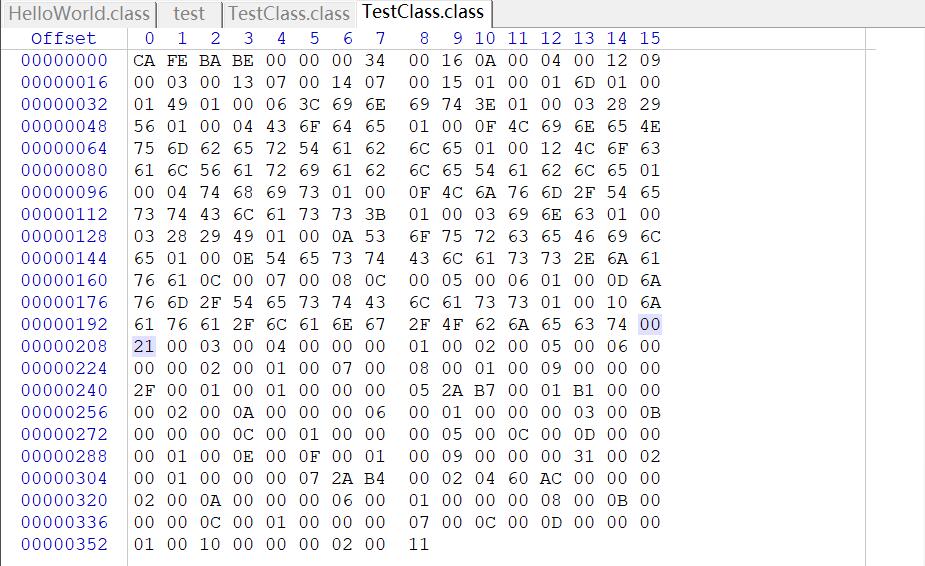 HelloWorld.class test TestClass.class TestClass.class
Offset 0 1 2 3 4 5 6 7 8 9 10 11 12 13 14 15
00000000 CA FE BA BE 00 00 00 34 00 16 0A 00 04 00 12 09
00000016 00 03 00 13 07 00 14 07 00 15 01 00 01 6D 01 00
00000032 01 49 01 00 06 3C 69 6E 69 74 3E 01 00 03 28 29
00000048 56 01 00 04 43 6F 64 65 01 00 0F 4C 69 6E 65 4E
00000064 75 6D 62 65 72 54 61 62 6C 65 01 00 12 4C 6F 63
00000080 61 6C 56 61 72 69 61 62 6C 65 54 61 62 6C 65 01
00000096 00 04 74 68 69 73 01 00 0F 4C 6A 76 6D 2F 54 65
00000112 73 74 43 6C 61 73 73 3B 01 00 03 69 6E 63 01 00
00000128 03 28 29 49 01 00 0A 53 6F 75 72 63 65 46 69 6C
00000144 65 01 00 0E 54 65 73 74 43 6C 61 73 73 2E 6A 61
00000160 76 61 0C 00 07 00 08 0C 00 05 00 06 01 00 0D 6A
00000176 76 6D 2F 54 65 73 74 43 6C 61 73 73 01 00 10 6A
00000192 61 76 61 2F 6C 61 6E 67 2F 4F 62 6A 65 63 74 00
00000208 21 00 03 00 04 00 00 00 01 00 02 00 05 00 06 00
00000224 00 00 02 00 01 00 07 00 08 00 01 00 09 00 00 00
00000240 2F 00 01 00 01 00 00 00 05 2A B7 00 01 B1 00 00
00000256 00 02 00 0A 00 00 00 06 00 01 00 00 00 03 00 0B
00000272 00 00 00 0C 00 01 00 00 00 05 00 0C 00 0D 00 00
00000288 00 01 00 0E 00 0F 00 01 00 09 00 00 00 31 00 02
00000304 00 01 00 00 00 07 2A B4 00 02 04 60 AC 00 00 00
00000320 02 00 0A 00 00 00 06 00 01 00 00 00 08 00 0B 00
00000336 00 00 0C 00 01 00 00 00 07 00 0C 00 0D 00 00 00
00000352 01 00 10 00 00 00 02 00 11